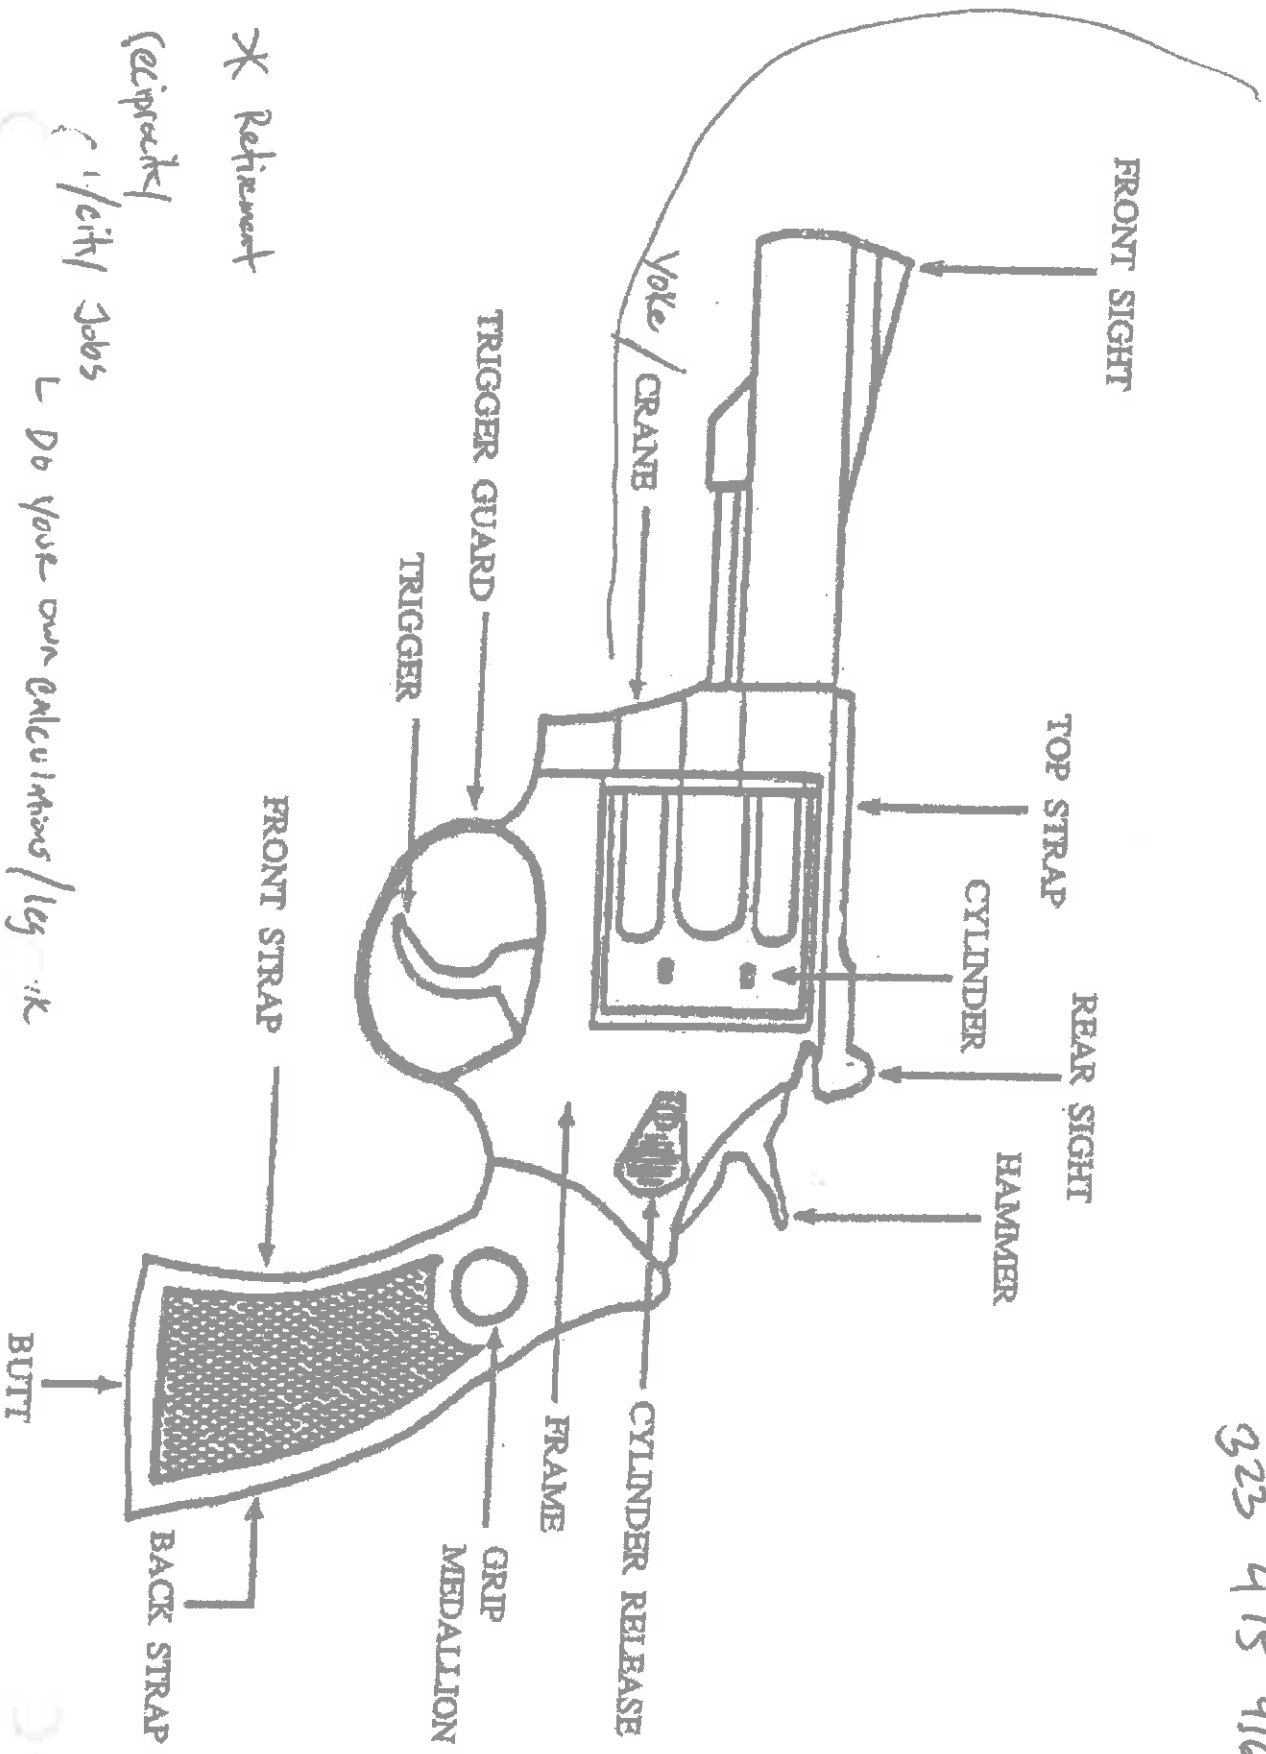 323 415 416
FRONT SIGHT
TOP STRAP
REAR SIGHT
CYLINDER
HAMMER
Yoke/
CRANE
CYLINDER RELEASE
FRAME
TRIGGER GUARD
GRIP
MEDALLION
TRIGGER
FRONT STRAP
BACK STRAP
BUTT
* Retirement
reciprocity
/city Jobs
Do your own calculations/